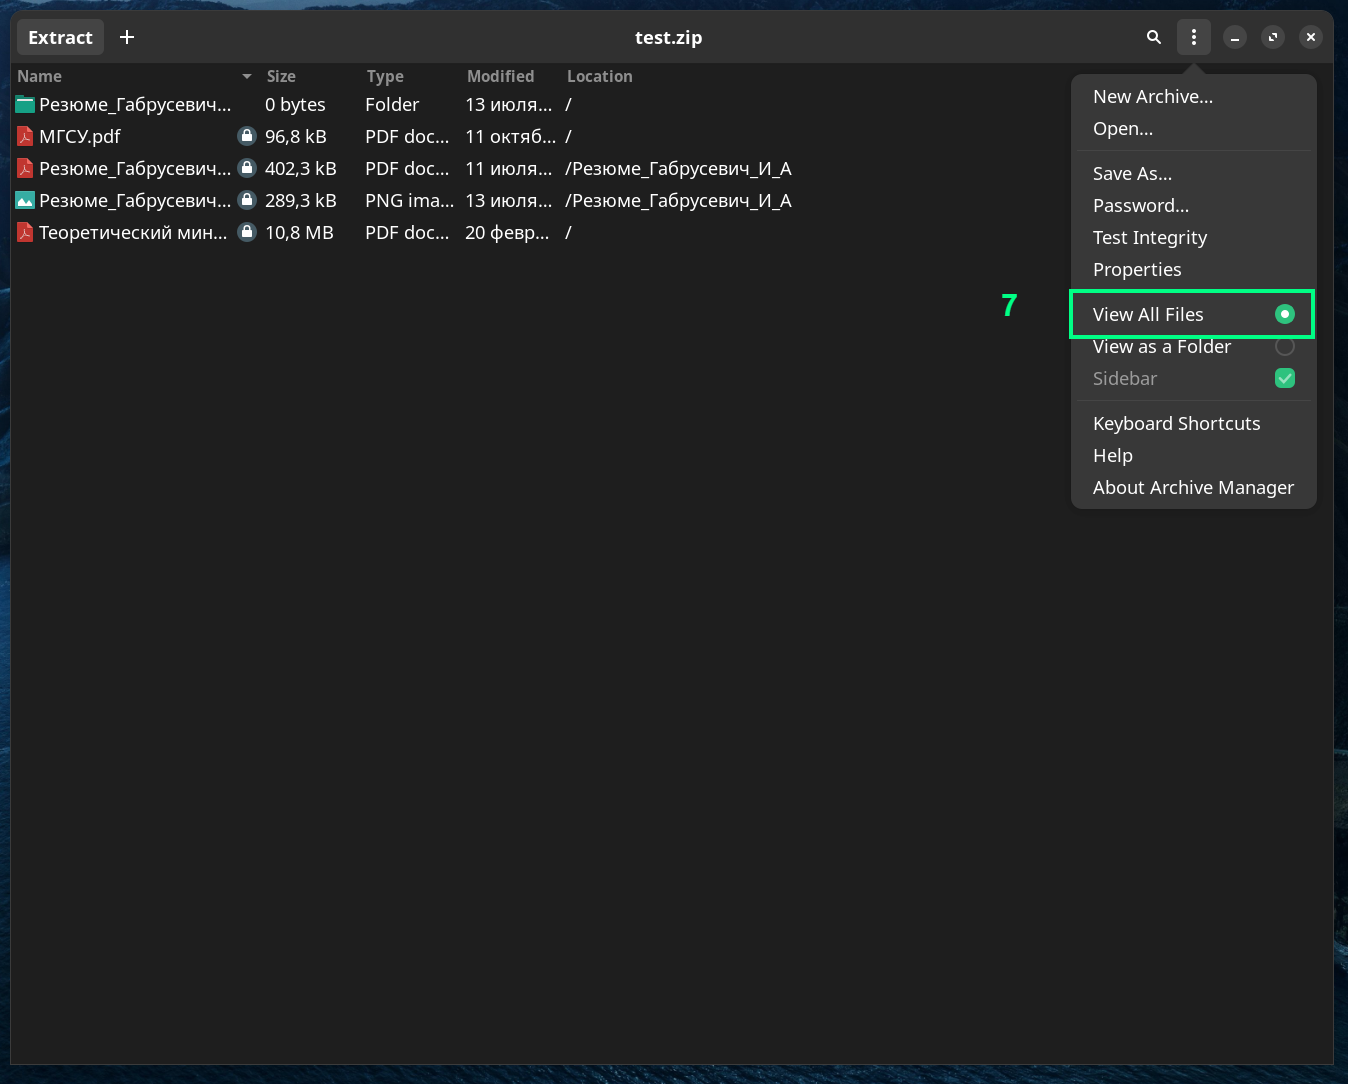 Extract + test.zip
Name Size Type Modified Location
Резюме_Габрусевич... 0 bytes Folder 13 июля... /
МГСУ.pdf 96,8 kB PDF doc... 11 октяб... /
Резюме_Габрусевич... 402,3 kB PDF doc... 11 июля... /Резюме_Габрусевич_И_А
Резюме_Габрусевич... 289,3 kB PNG ima... 13 июля... /Резюме_Габрусевич_И_А
Теоретический мин... 10,8 MB PDF doc... 20 февр... /
New Archive...
Open...
Save As...
Password...
Test Integrity
Properties
7 View All Files
View as a Folder
Sidebar
Keyboard Shortcuts
Help
About Archive Manager